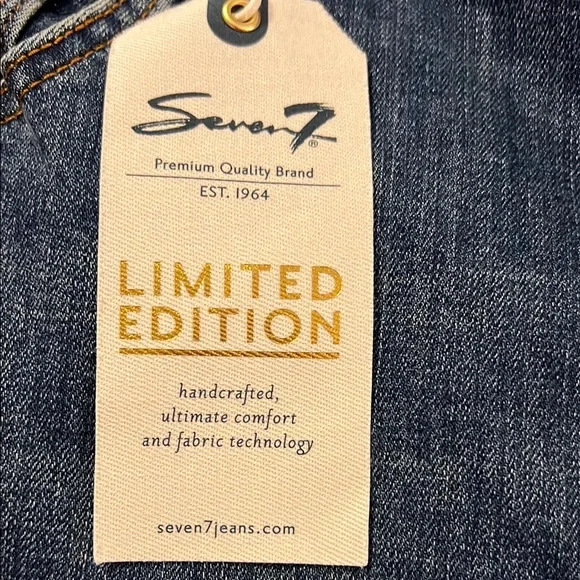 Seven7®
Premium Quality Brand
EST. 1964
LIMITED
EDITION
handcrafted,
ultimate comfort
and fabric technology
seven7jeans.com